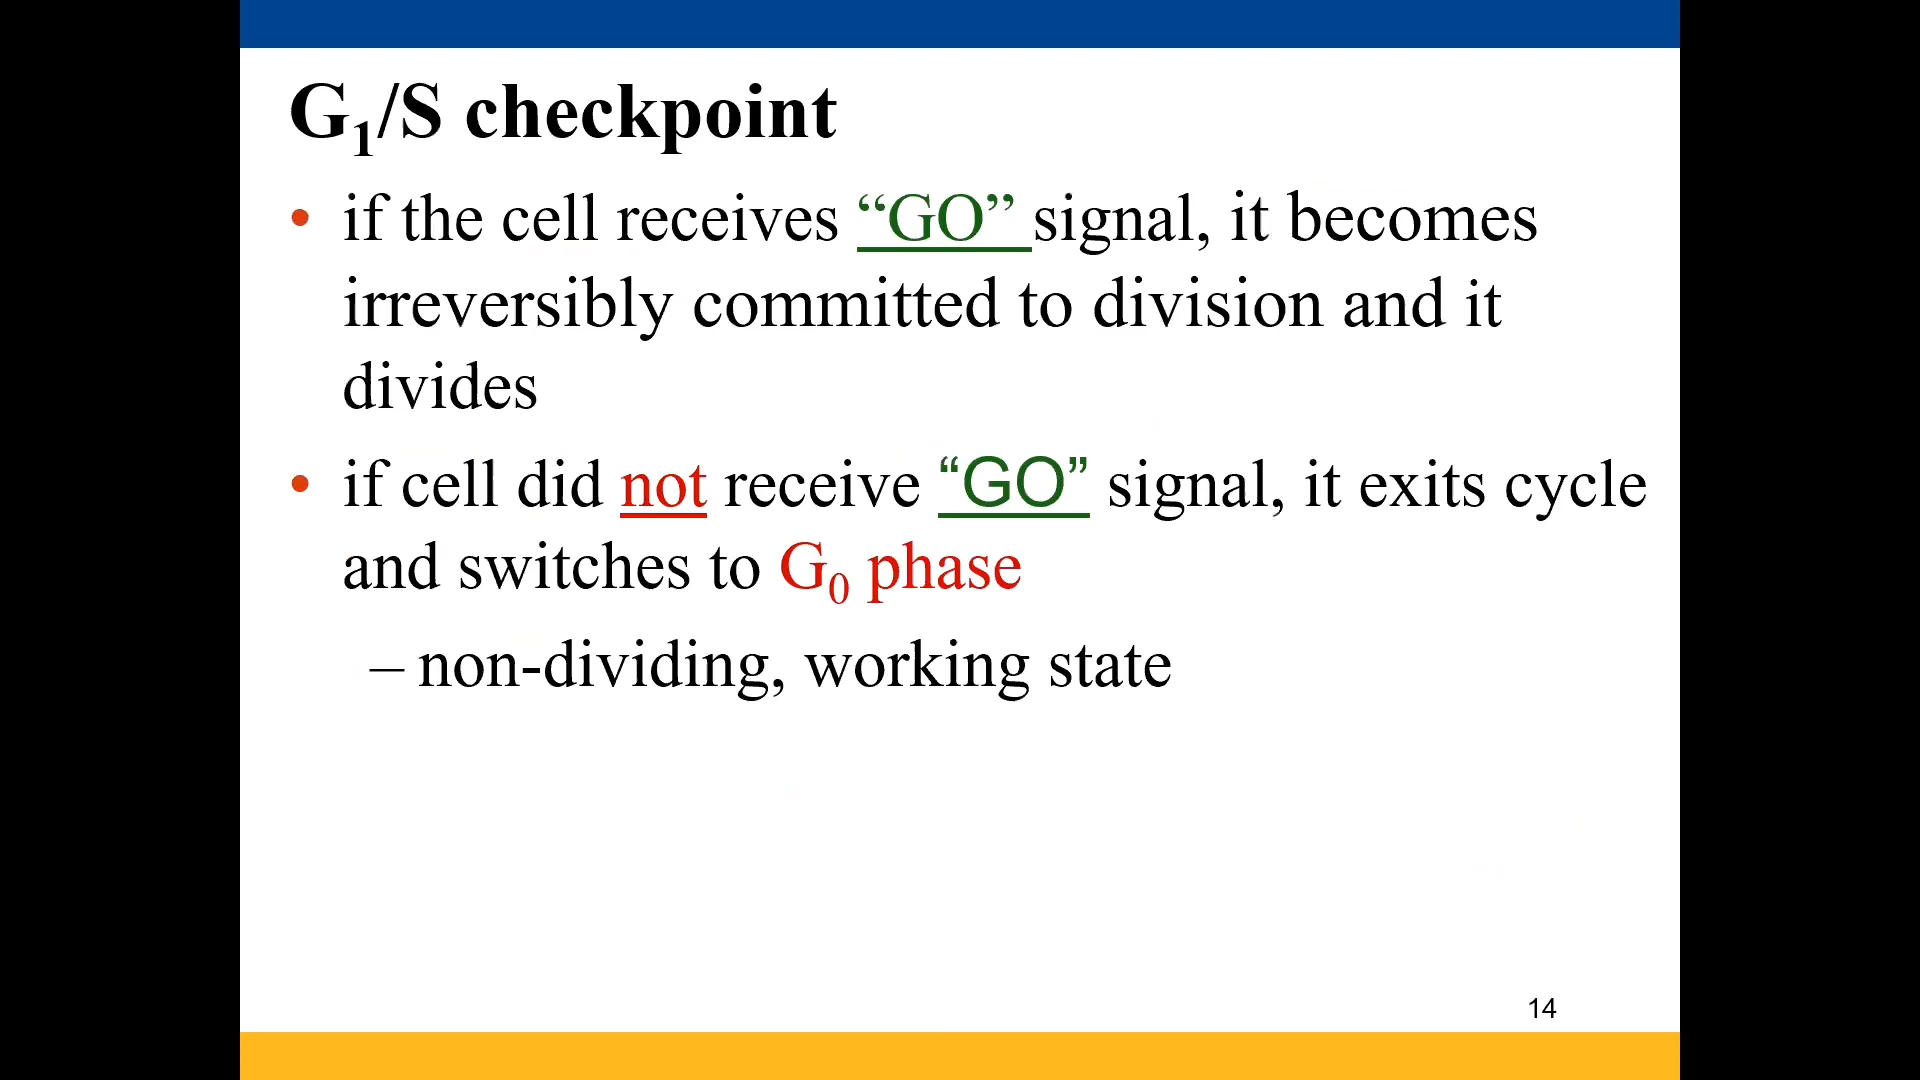 G₁/S checkpoint
• if the cell receives “GO” signal, it becomes
irreversibly committed to division and it
divides
• if cell did not receive “GO” signal, it exits cycle
and switches to G₀ phase
– non-dividing, working state
14